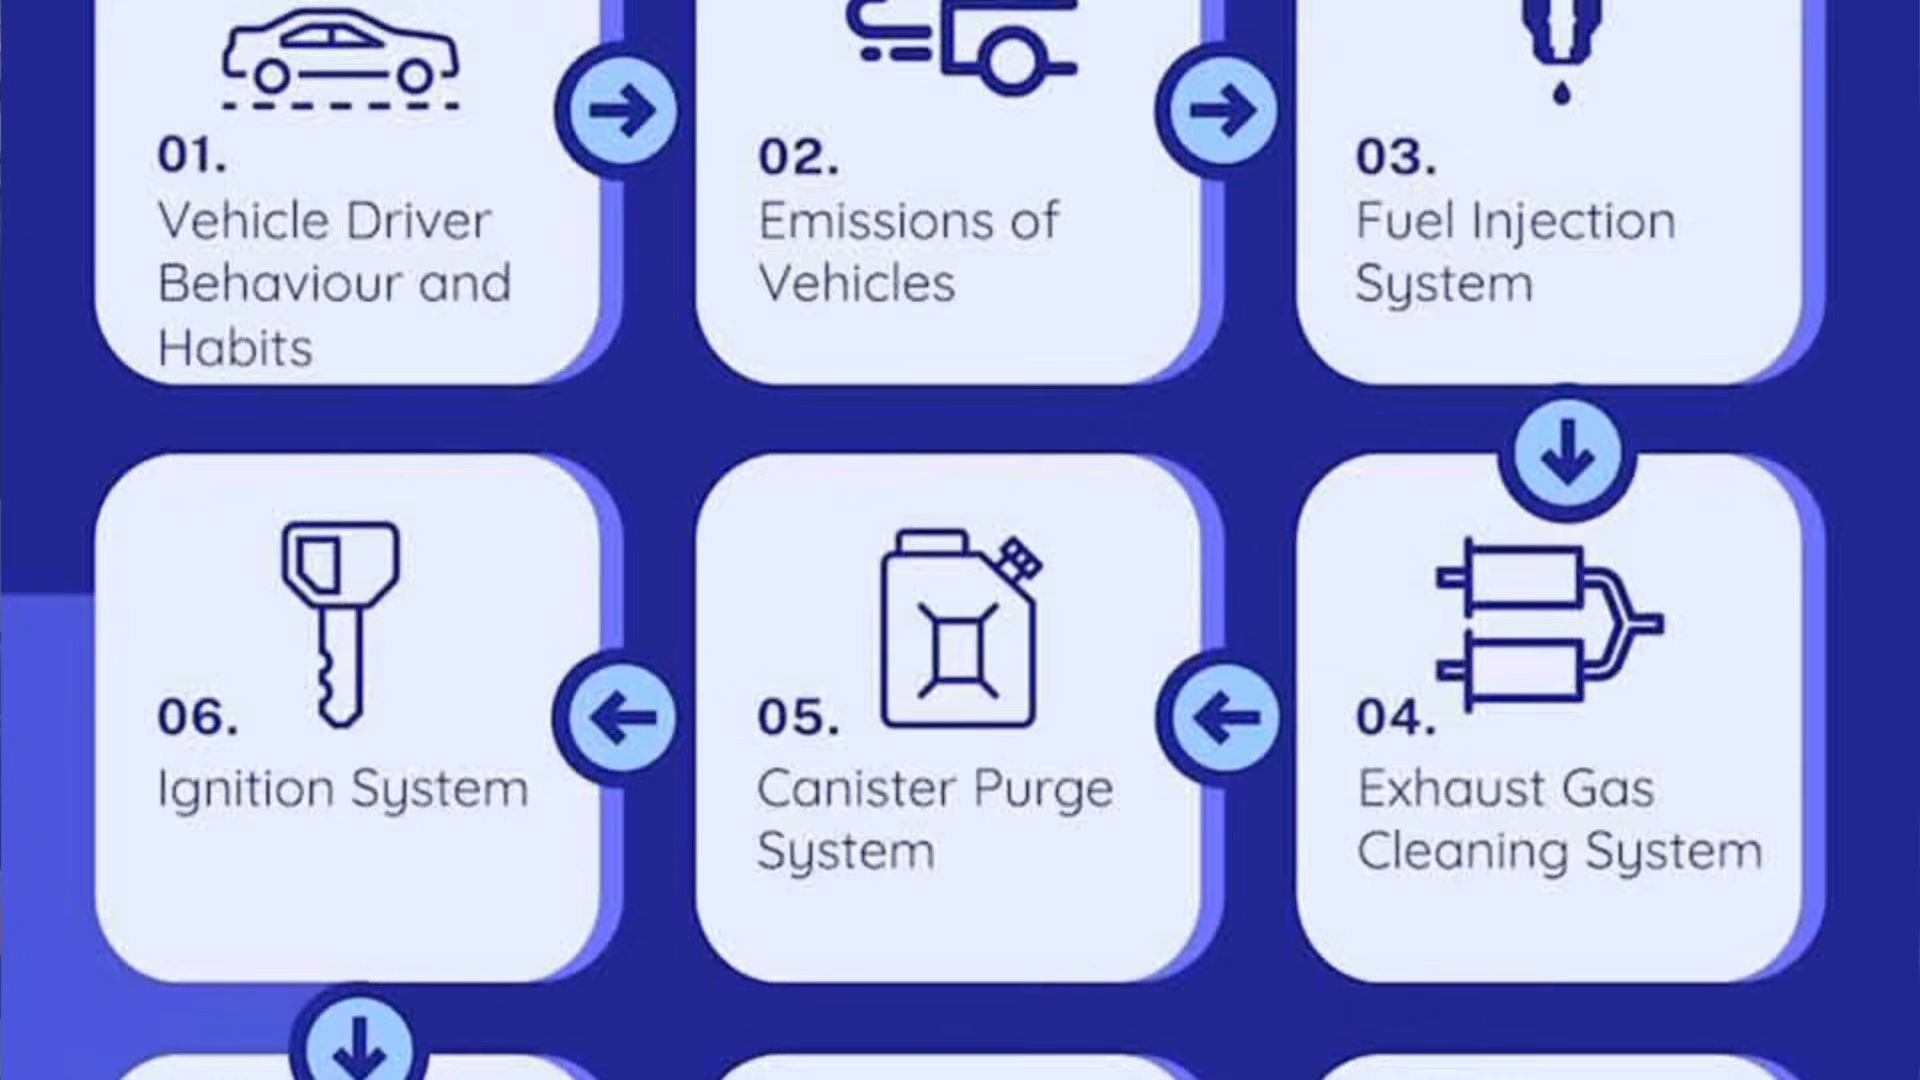 01.
Vehicle Driver
Behaviour and
Habits
02.
Emissions of
Vehicles
03.
Fuel Injection
System
06.
Ignition System
05.
Canister Purge
System
04.
Exhaust Gas
Cleaning System